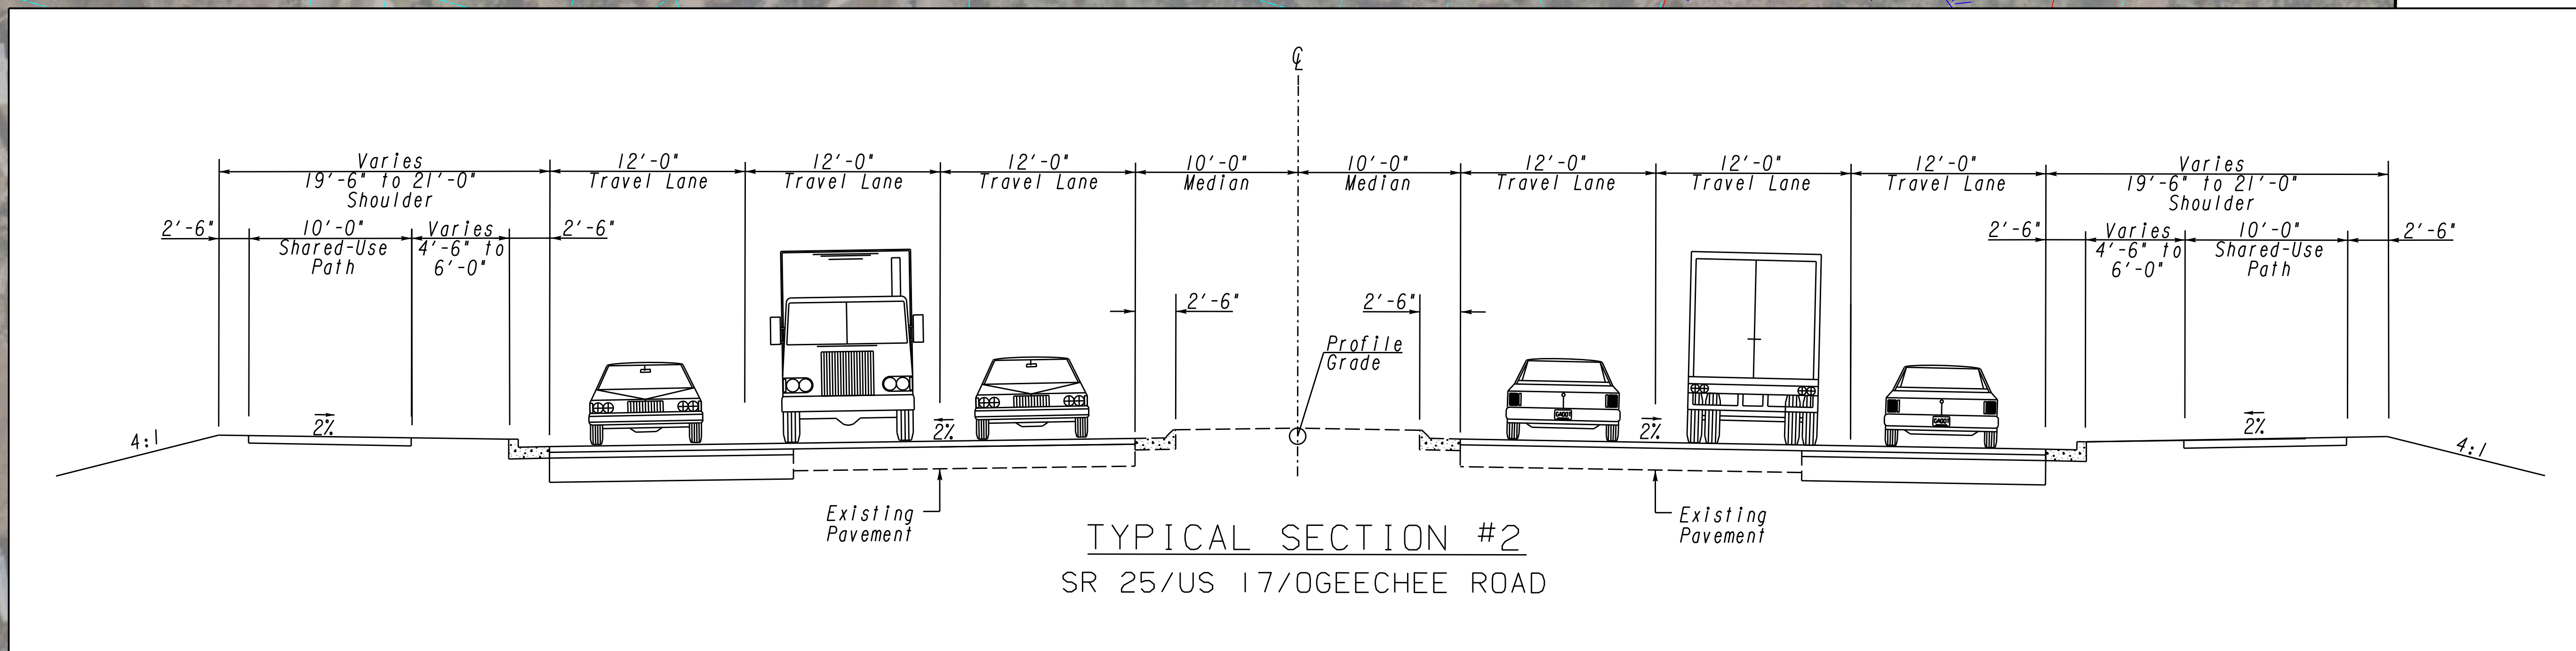 ℄
Varies
19'-6" to 21'-0"
Shoulder
12'-0"
Travel Lane
12'-0"
Travel Lane
12'-0"
Travel Lane
10'-0"
Median
10'-0"
Median
12'-0"
Travel Lane
12'-0"
Travel Lane
12'-0"
Travel Lane
Varies
19'-6" to 21'-0"
Shoulder
2'-6"
10'-0"
Shared-Use
Path
Varies
4'-6" to
6'-0"
2'-6"
2'-6"
2'-6"
2'-6"
Varies
4'-6" to
6'-0"
10'-0"
Shared-Use
Path
2'-6"
Profile
Grade
4:1
2%
2%
GADOT
2%
GADOT
2%
4:1
Existing
Pavement
Existing
Pavement
TYPICAL SECTION #2
SR 25/US 17/OGEECHEE ROAD